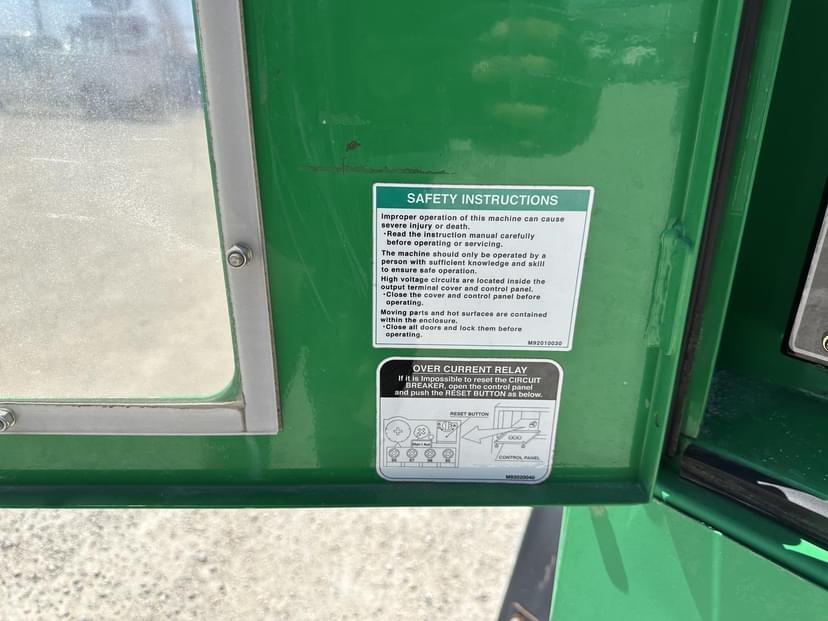 SAFETY INSTRUCTIONS
Improper operation of this machine can cause
severe injury or death.
·Read the instruction manual carefully
before operating or servicing.
The machine should only be operated by a
person with sufficient knowledge and skill
to ensure safe operation.
High voltage circuits are located inside the
output terminal cover and control panel.
·Close the cover and control panel before
operating.
Moving parts and hot surfaces are contained
within the enclosure.
·Close all doors and lock them before
operating.
M92010030
OVER CURRENT RELAY
If it is Impossible to reset the CIRCUIT
BREAKER, open the control panel
and push the RESET BUTTON as below.
RESET BUTTON
CONTROL PANEL
M93020040